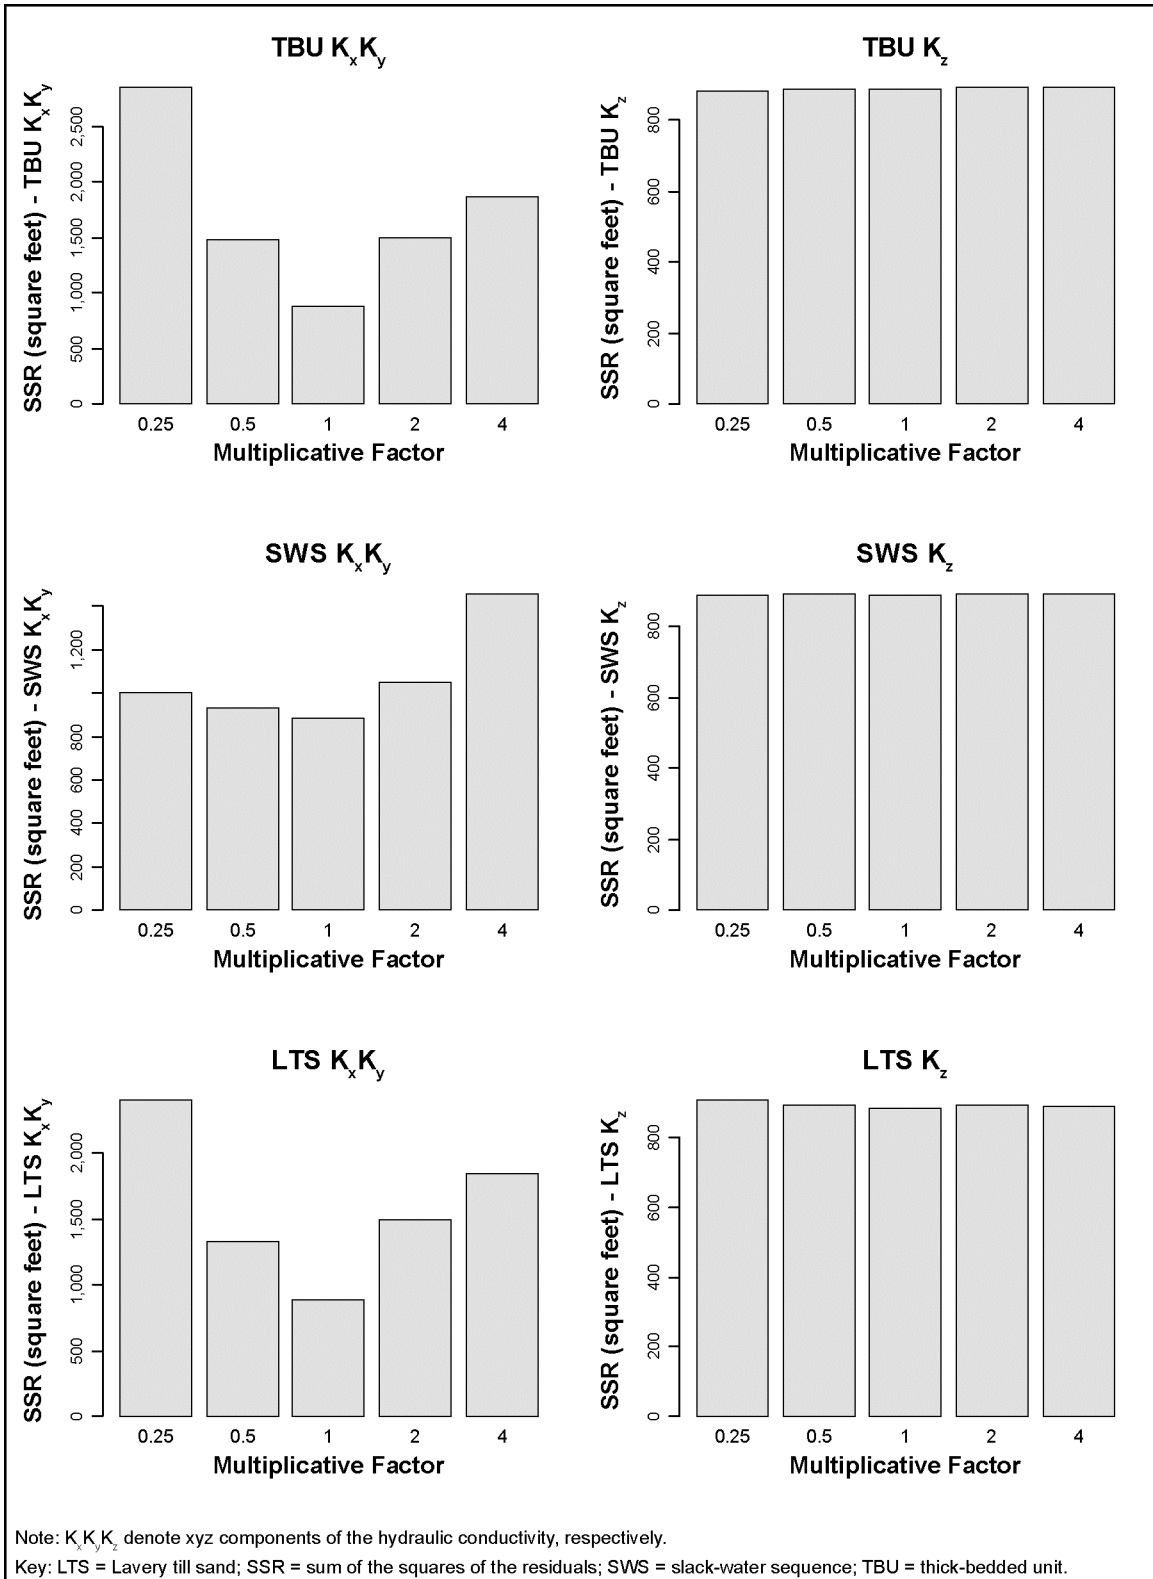 TBU KxKy
SSR (square feet) - TBU KxKy
2,500
2,000
1,500
1,000
500
0
0.25 0.5 1 2 4
Multiplicative Factor
TBU Kz
SSR (square feet) - TBU Kz
800
600
400
200
0
0.25 0.5 1 2 4
Multiplicative Factor
SWS KxKy
SSR (square feet) - SWS KxKy
1,200
800
600
400
200
0
0.25 0.5 1 2 4
Multiplicative Factor
SWS Kz
SSR (square feet) - SWS Kz
800
600
400
200
0
0.25 0.5 1 2 4
Multiplicative Factor
LTS KxKy
SSR (square feet) - LTS KxKy
2,000
1,500
1,000
500
0
0.25 0.5 1 2 4
Multiplicative Factor
LTS Kz
SSR (square feet) - LTS Kz
800
600
400
200
0
0.25 0.5 1 2 4
Multiplicative Factor
Note: KxKyKz denote xyz components of the hydraulic conductivity, respectively.
Key: LTS = Lavery till sand; SSR = sum of the squares of the residuals; SWS = slack-water sequence; TBU = thick-bedded unit.